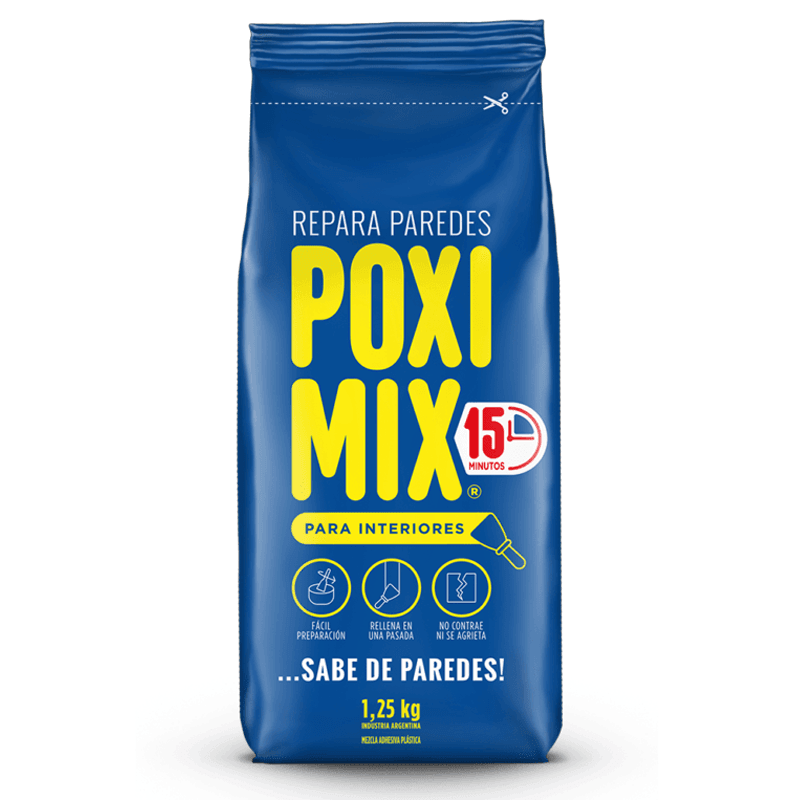 REPARA PAREDES
POXI
MIX®
15
MINUTOS
PARA INTERIORES
FÁCIL
PREPARACIÓN
RELLENA EN
UNA PASADA
NO CONTRAE
NI SE AGRIETA
...SABE DE PAREDES!
1,25 kg
INDUSTRIA ARGENTINA
MEZCLA ADHESIVA PLÁSTICA